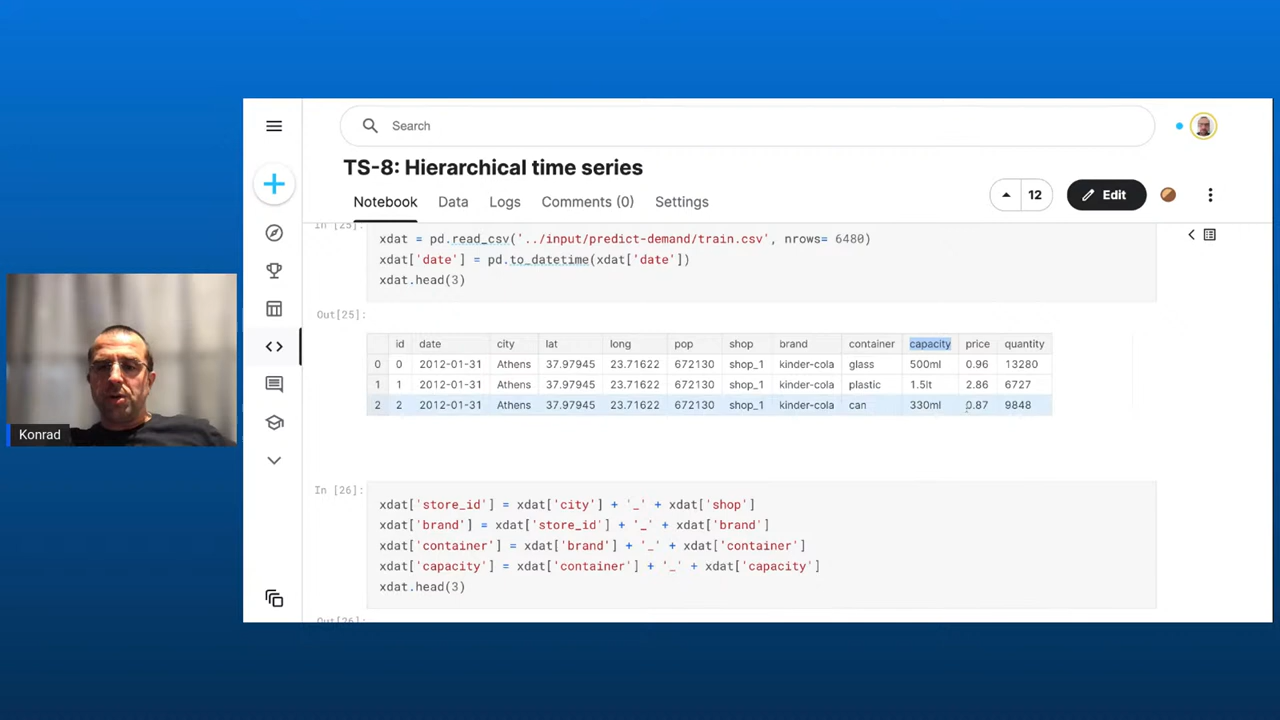 Search
TS-8: Hierarchical time series
12
Edit
Notebook Data Logs Comments (0) Settings
In [25]:
xdat = pd.read_csv('../input/predict-demand/train.csv', nrows= 6480)
xdat['date'] = pd.to_datetime(xdat['date'])
xdat.head(3)
Out[25]:
id date city lat long pop shop brand container capacity price quantity
0 0 2012-01-31 Athens 37.97945 23.71622 672130 shop_1 kinder-cola glass 500ml 0.96 13280
1 1 2012-01-31 Athens 37.97945 23.71622 672130 shop_1 kinder-cola plastic 1.5lt 2.86 6727
2 2 2012-01-31 Athens 37.97945 23.71622 672130 shop_1 kinder-cola can 330ml 0.87 9848
Konrad
In [26]:
xdat['store_id'] = xdat['city'] + '_' + xdat['shop']
xdat['brand'] = xdat['store_id'] + '_' + xdat['brand']
xdat['container'] = xdat['brand'] + '_' + xdat['container']
xdat['capacity'] = xdat['container'] + '_' + xdat['capacity']
xdat.head(3)
Out[26]: